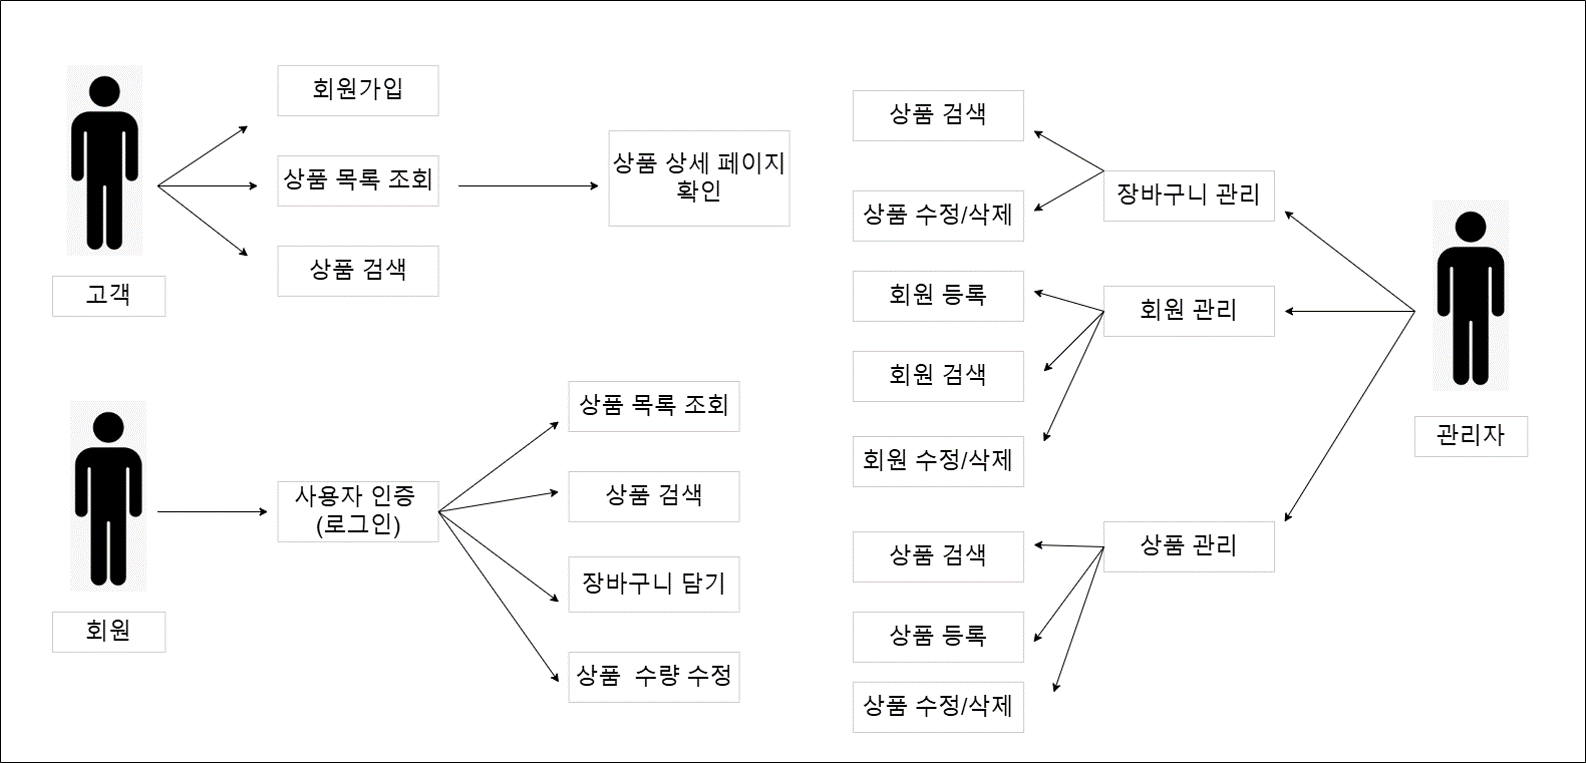 회원가입
상품 목록 조회
상품 검색
고객
상품 상세 페이지
확인
회원
사용자 인증
(로그인)
상품 목록 조회
상품 검색
장바구니 담기
상품  수량 수정
상품 검색
상품 수정/삭제
장바구니 관리
회원 등록
회원 검색
회원 수정/삭제
회원 관리
상품 검색
상품 등록
상품 수정/삭제
상품 관리
관리자